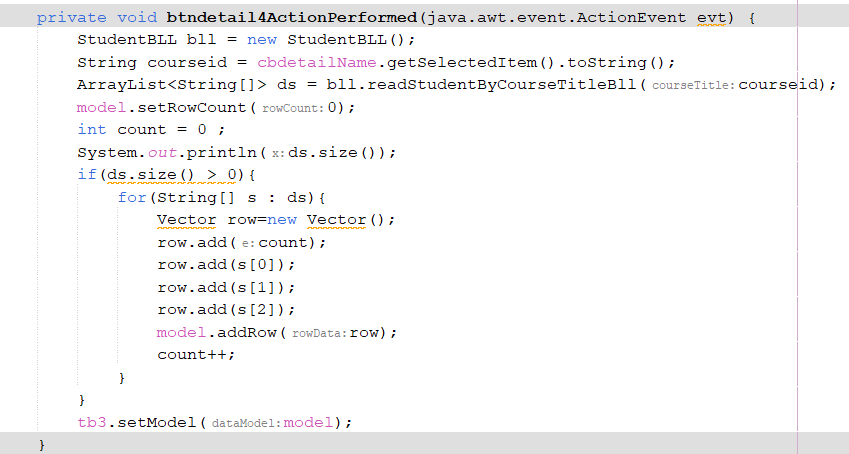 private void btndetail4ActionPerformed(java.awt.event.ActionEvent evt) {
StudentBLL bll = new StudentBLL();
String courseid = cbdetailName.getSelectedItem().toString();
ArrayList<String[]> ds = bll.readStudentByCourseTitleBll( courseTitle: courseid);
model.setRowCount( rowCount: 0);
int count = 0 ;
System.out.println( x: ds.size());
if(ds.size() > 0){
for(String[] s : ds){
Vector row=new Vector();
row.add( e: count);
row.add(s[0]);
row.add(s[1]);
row.add(s[2]);
model.addRow( rowData: row);
count++;
}
}
tb3.setModel( dataModel: model);
}